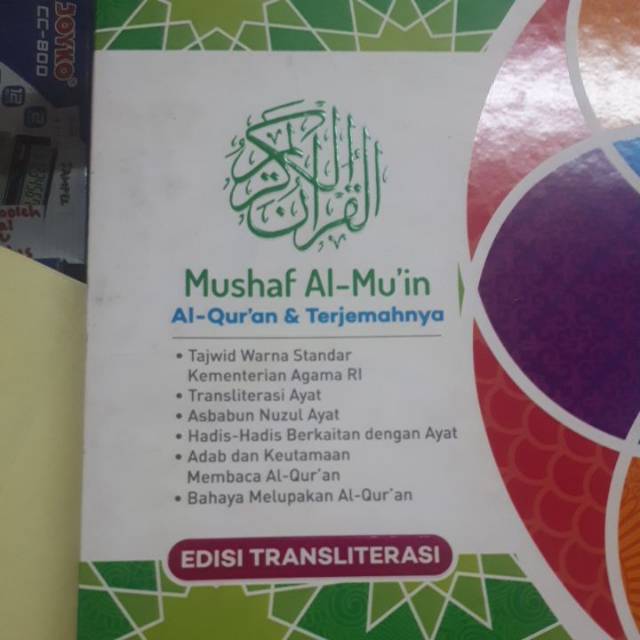 JOYKO
CC-800
القرآن الكريم
Mushaf Al-Mu'in
Al-Qur'an & Terjemahnya
• Tajwid Warna Standar
Kementerian Agama RI
• Transliterasi Ayat
• Asbabun Nuzul Ayat
• Hadis-Hadis Berkaitan dengan Ayat
• Adab dan Keutamaan
Membaca Al-Qur'an
• Bahaya Melupakan Al-Qur'an
EDISI TRANSLITERASI